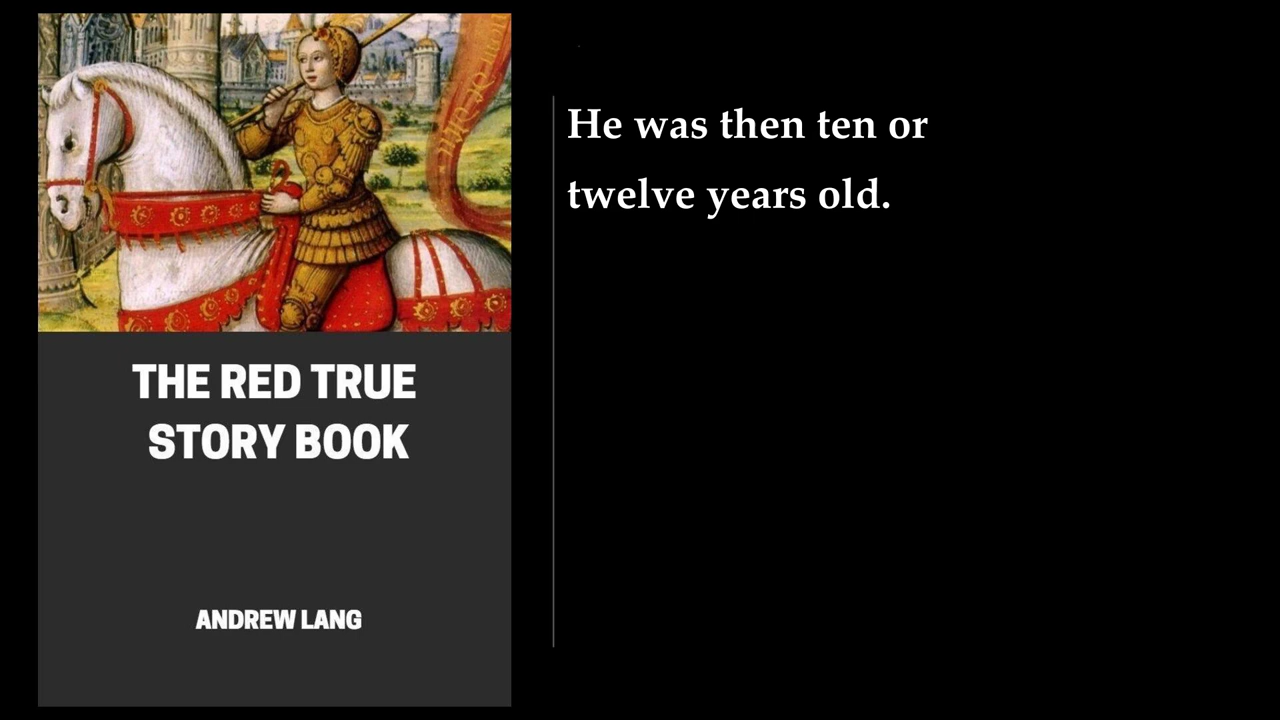 THE RED TRUE
STORY BOOK
ANDREW LANG
He was then ten or
twelve years old.